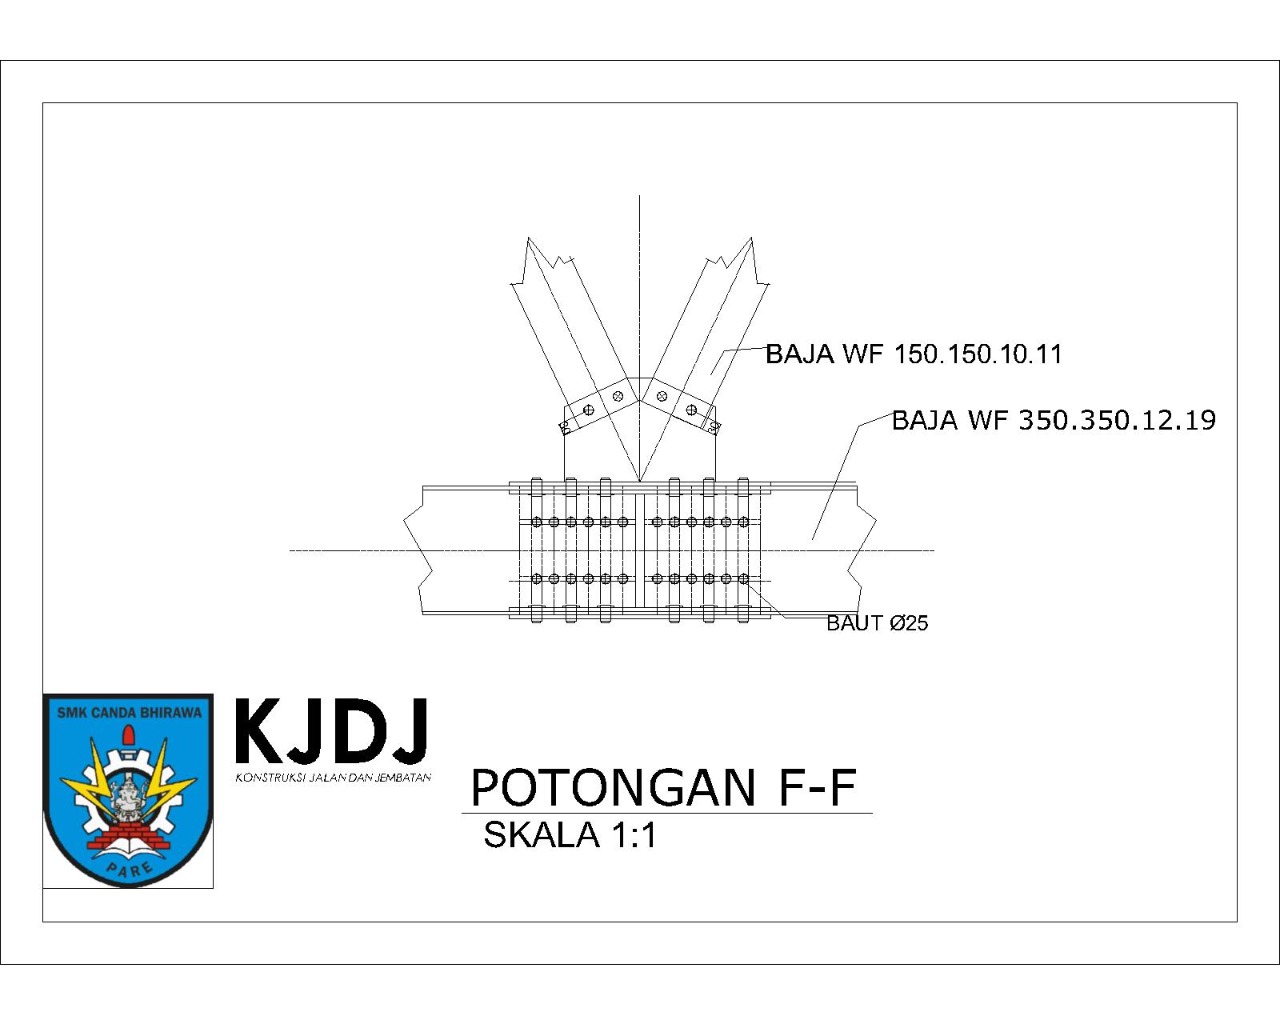 BAJA WF 150.150.10.11
BAJA WF 350.350.12.19
BAUT Ø25
SMK CANDA BHIRAWA
PARE
KJDJ
KONSTRUKSI JALAN DAN JEMBATAN
POTONGAN F-F
SKALA 1:1